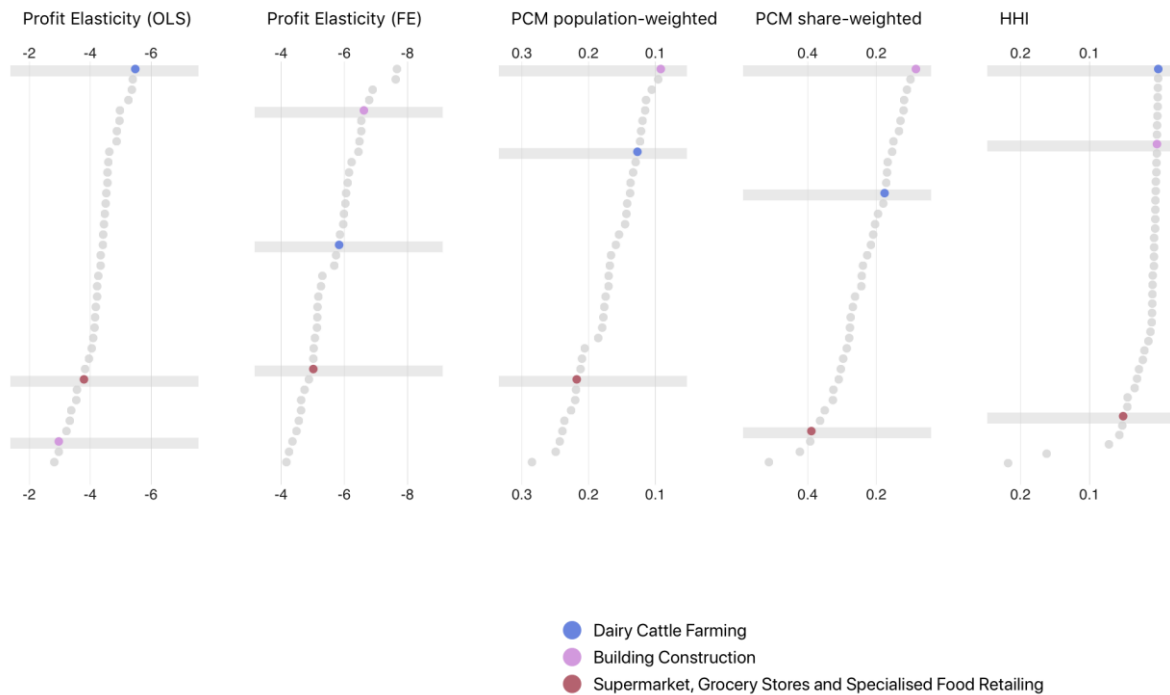 Profit Elasticity (OLS) Profit Elasticity (FE) PCM population-weighted PCM share-weighted HHI
-2 -4 -6 -4 -6 -8 0.3 0.2 0.1 0.4 0.2 0.2 0.1
-2 -4 -6 -4 -6 -8 0.3 0.2 0.1 0.4 0.2 0.2 0.1
Dairy Cattle Farming
Building Construction
Supermarket, Grocery Stores and Specialised Food Retailing